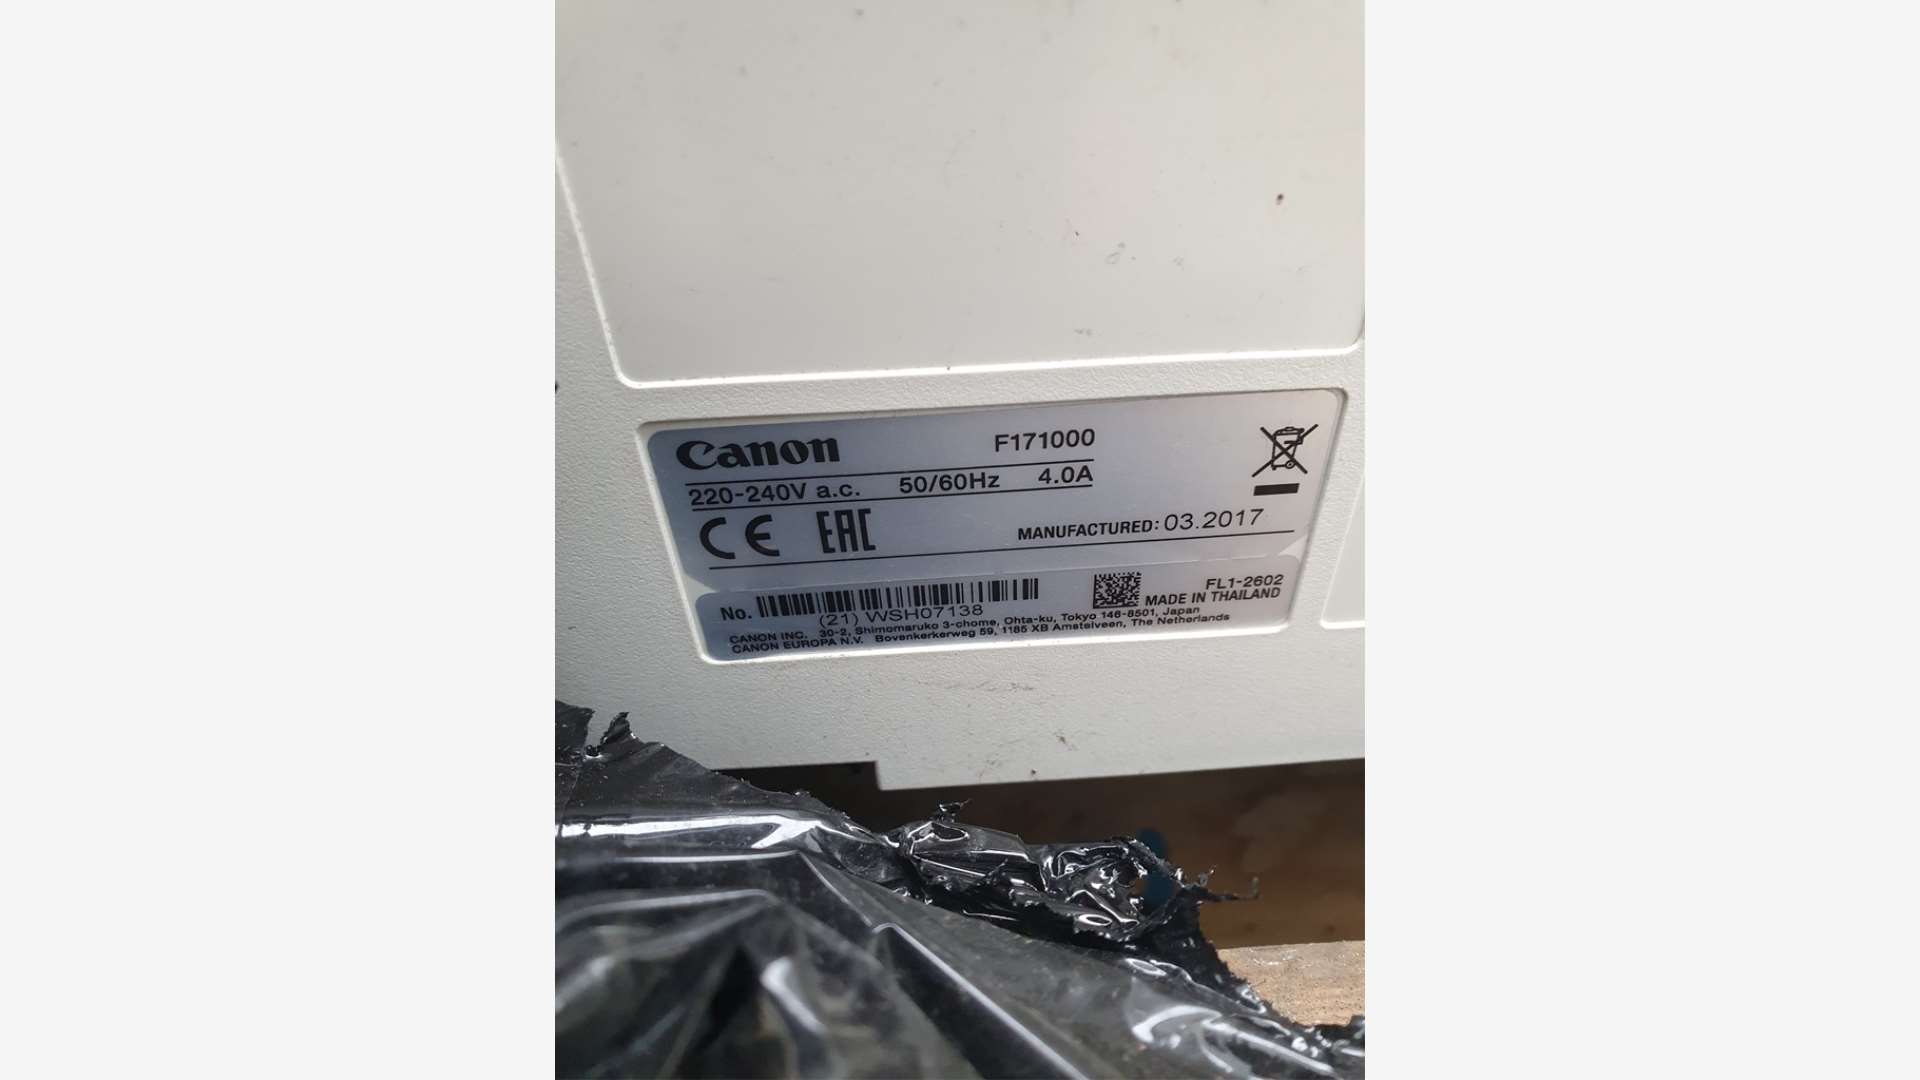 Canon F171000
220-240V a.c. 50/60Hz 4.0A
CE EAC MANUFACTURED: 03.2017
FL1-2602
No. (21) WSH07138 MADE IN THAILAND
CANON INC. 30-2, Shimomaruko 3-chome, Ohta-ku, Tokyo 146-8501, Japan
CANON EUROPA N.V. Bovenkerkerweg 59, 1185 XB Amstelveen, The Netherlands